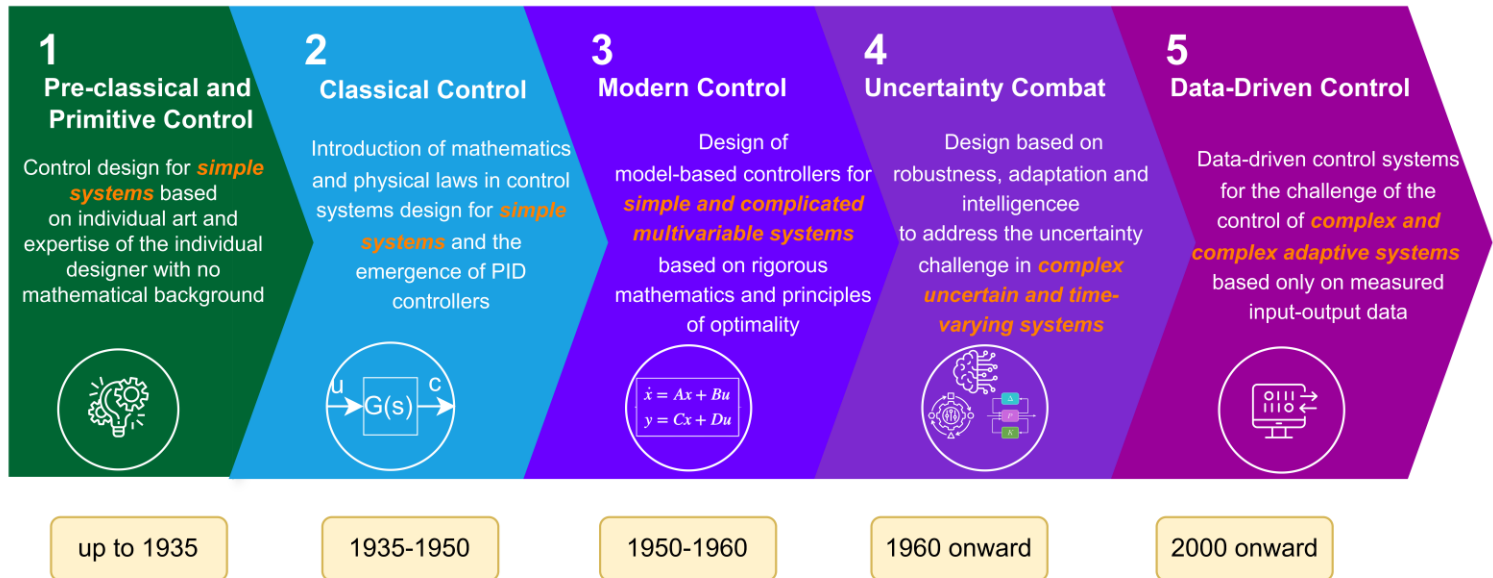 1
Pre-classical and
Primitive Control
Control design for simple
systems based
on individual art and
expertise of the individual
designer with no
mathematical background
up to 1935
2
Classical Control
Introduction of mathematics
and physical laws in control
systems design for simple
systems and the
emergence of PID
controllers
u
G(s)
c
1935-1950
3
Modern Control
Design of
model-based controllers for
simple and complicated
multivariable systems
based on rigorous
mathematics and principles
of optimality
ẋ = Ax + Bu
y = Cx + Du
1950-1960
4
Uncertainty Combat
Design based on
robustness, adaptation and
intelligencee
to address the uncertainty
challenge in complex
uncertain and time-
varying systems
Δ
P
K
1960 onward
5
Data-Driven Control
Data-driven control systems
for the challenge of the
control of complex and
complex adaptive systems
based only on measured
input-output data
2000 onward